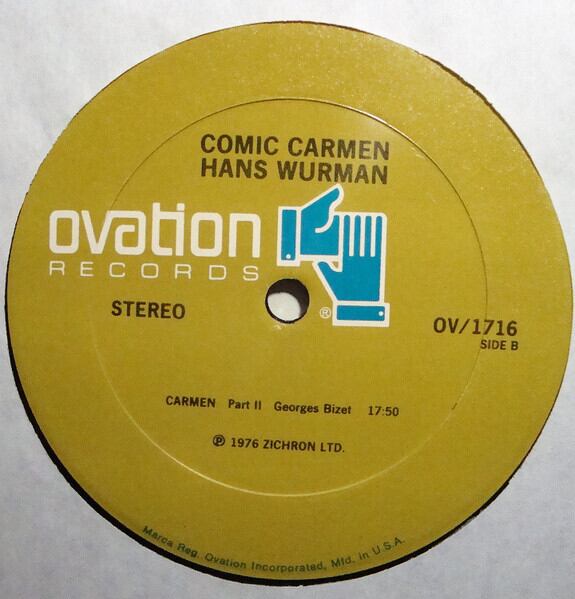 COMIC CARMEN
HANS WURMAN
ovation
RECORDS
®
STEREO
OV/1716
SIDE B
CARMEN Part II Georges Bizet 17:50
℗ 1976 ZICHRON LTD.
Marca Reg. Ovation Incorporated, Mfd. in U.S.A.